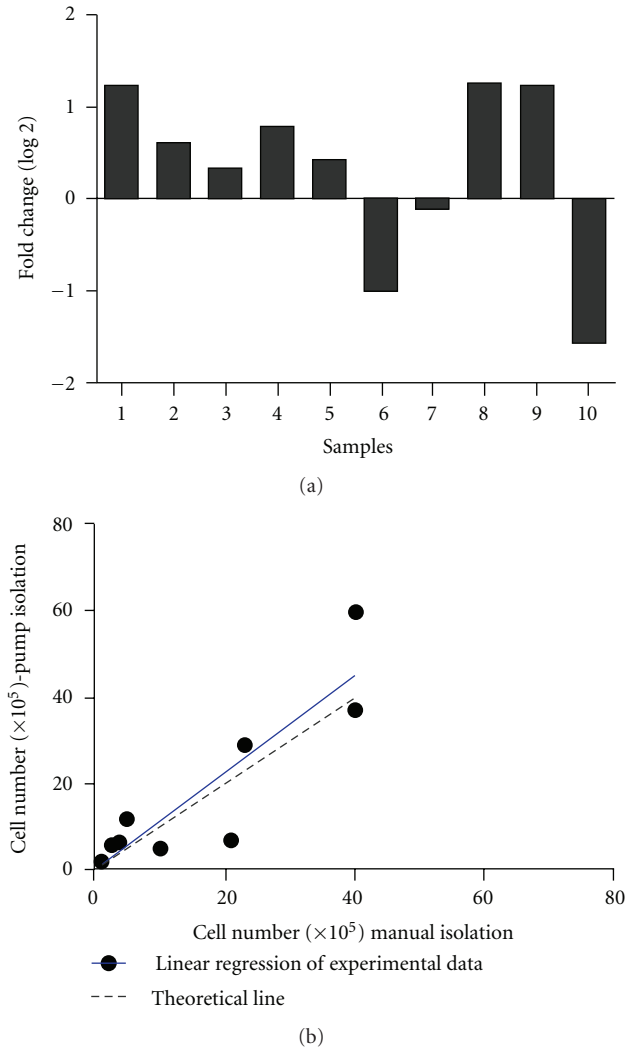 2
1
0
−1
−2
Fold change (log 2)
1 2 3 4 5 6 7 8 9 10
Samples
(a)
80
60
40
20
0
Cell number (×10⁵)-pump isolation
0 20 40 60 80
Cell number (×10⁵) manual isolation
Linear regression of experimental data
Theoretical line
(b)